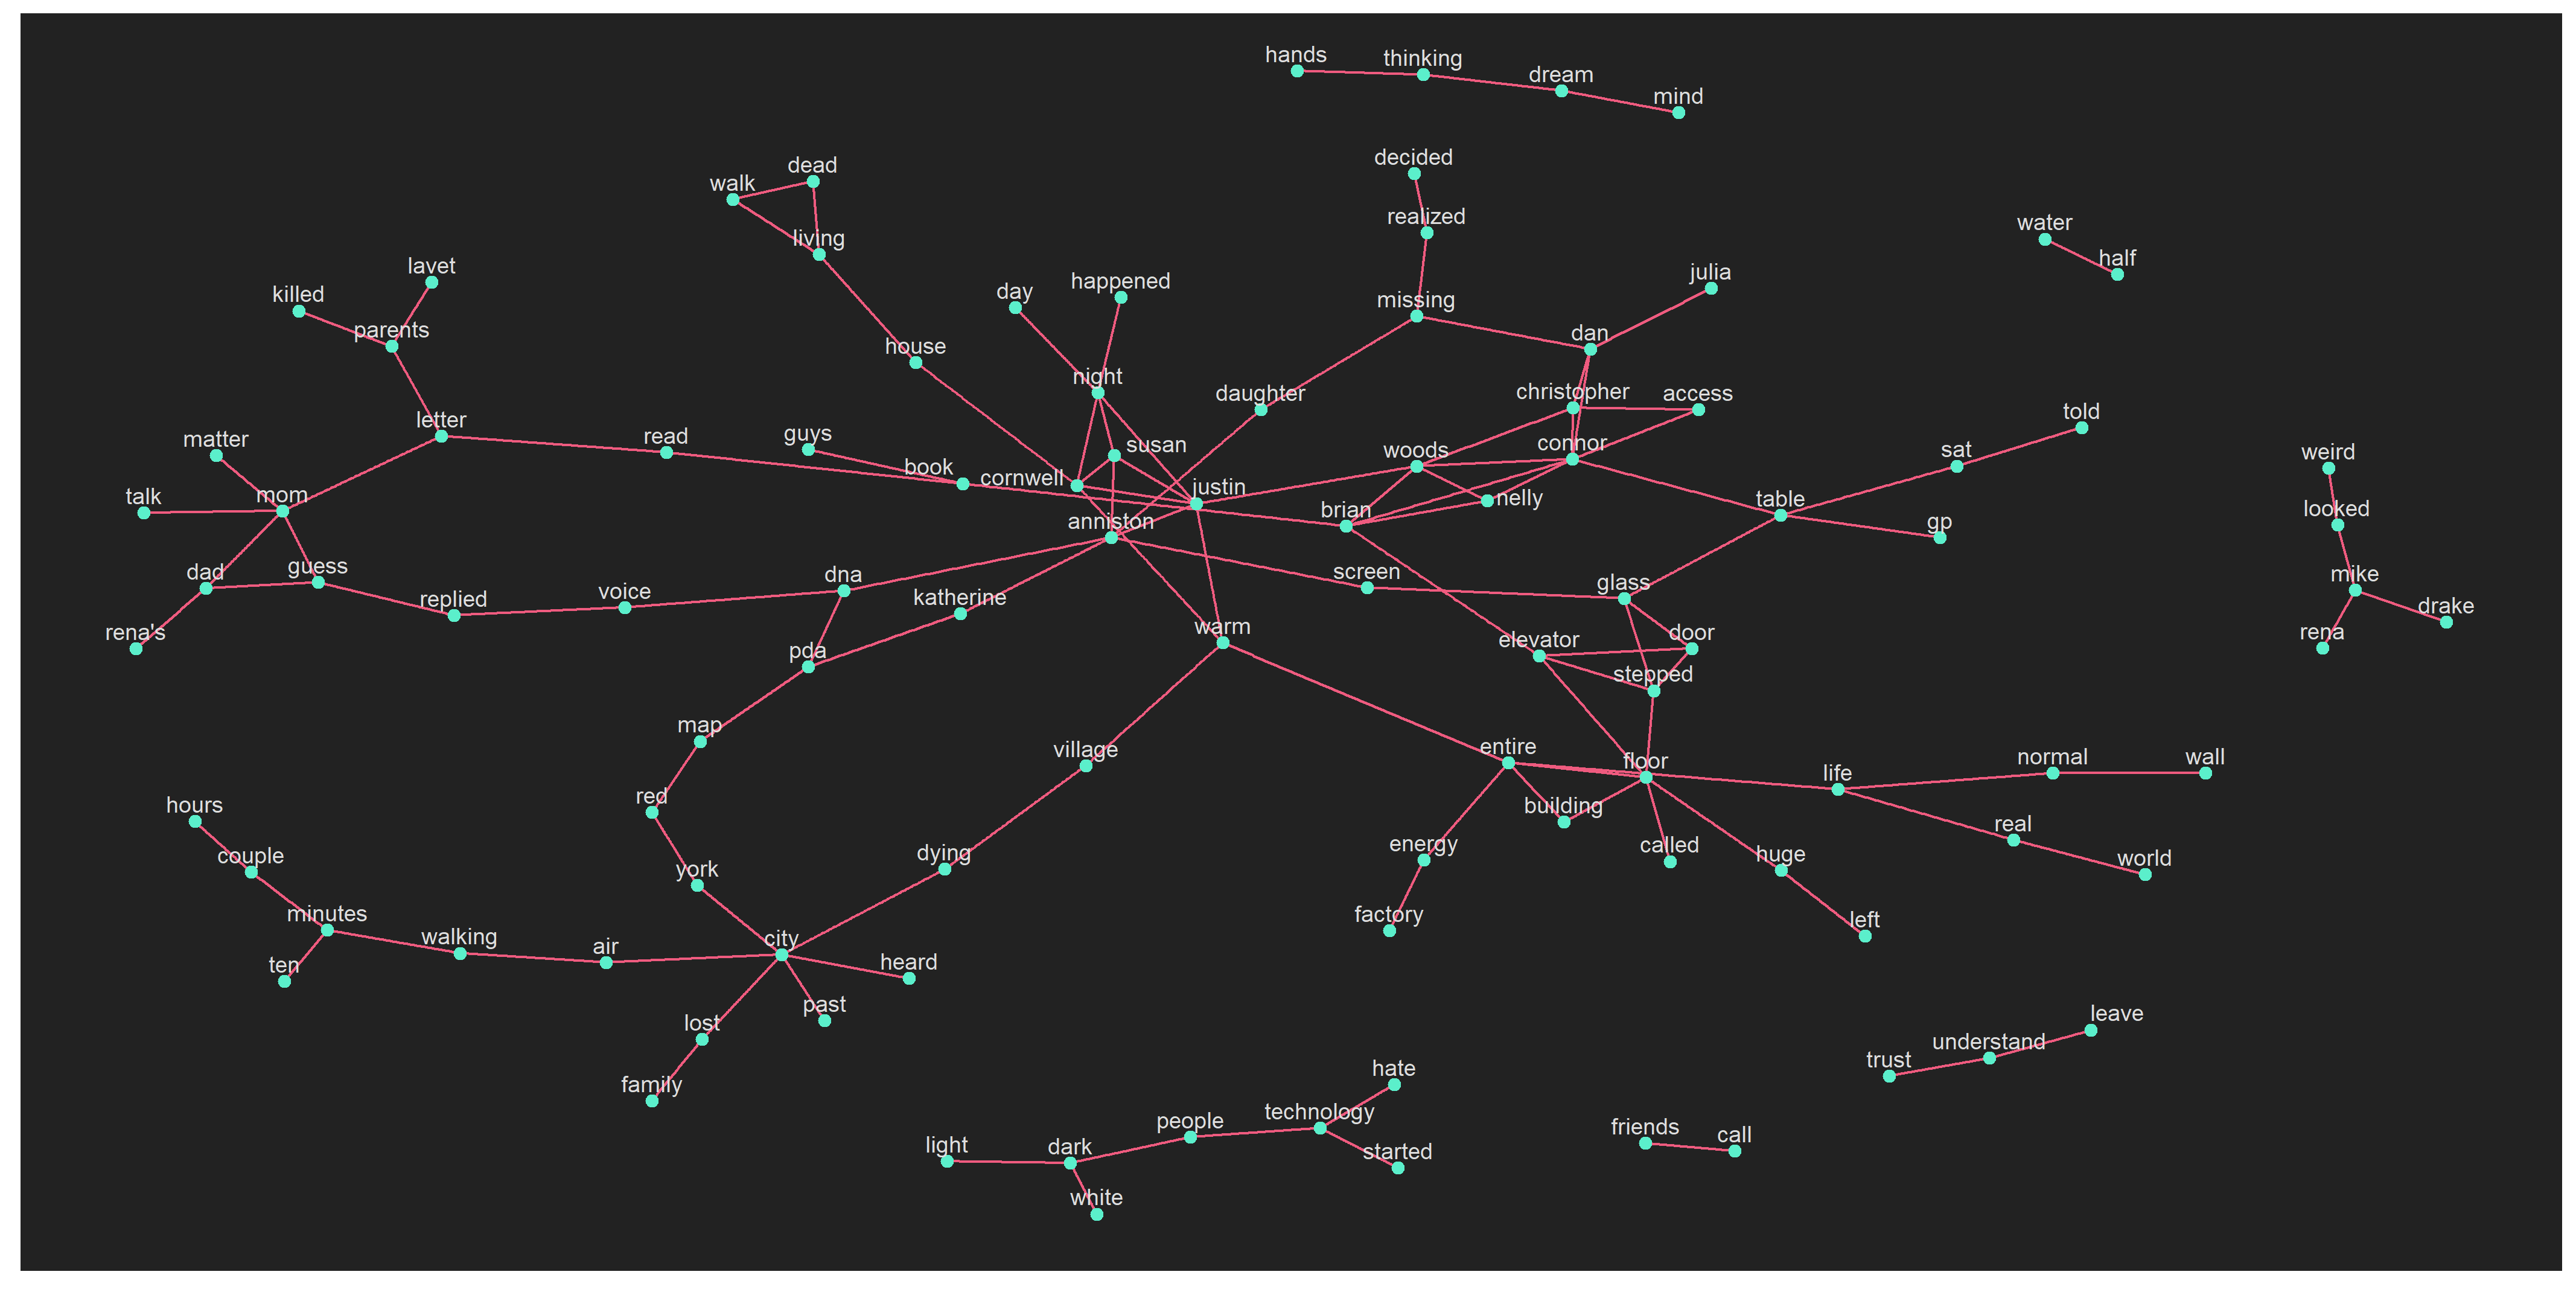 hands
thinking
dream
mind
decided
dead
walk
realized
water
living
half
lavet
julia
happened
killed
day
missing
parents
dan
house
night
christopher
access
daughter
told
letter
guys
matter
read
susan
woods
connor
sat
weird
book
cornwell
justin
talk
mom
nelly
table
looked
brian
anniston
gp
dad
guess
dna
screen
glass
mike
replied
voice
katherine
drake
rena's
warm
elevator
door
rena
pda
stepped
map
village
entire
floor
life
normal
wall
red
hours
building
real
couple
york
dying
energy
called
huge
world
minutes
factory
left
walking
air
city
ten
heard
past
lost
leave
understand
trust
family
hate
technology
people
friends
call
light
dark
started
white